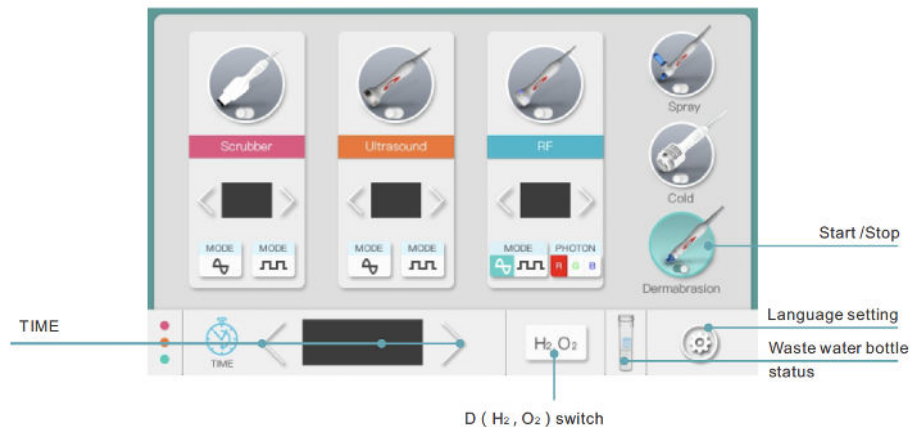 Spray
Scrubber
Ultrasound
RF
Cold
Start /Stop
MODE MODE
MODE MODE
MODE PHOTON
R G B
Dermabrasion
TIME
Language setting
H₂ O₂
TIME
Waste water bottle
status
D ( H₂ , O₂ ) switch